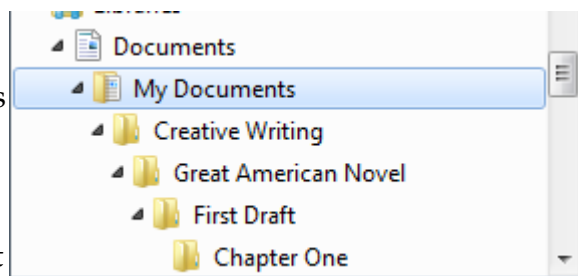 Documents
s
My Documents
Creative Writing
Great American Novel
First Draft
Chapter One
t